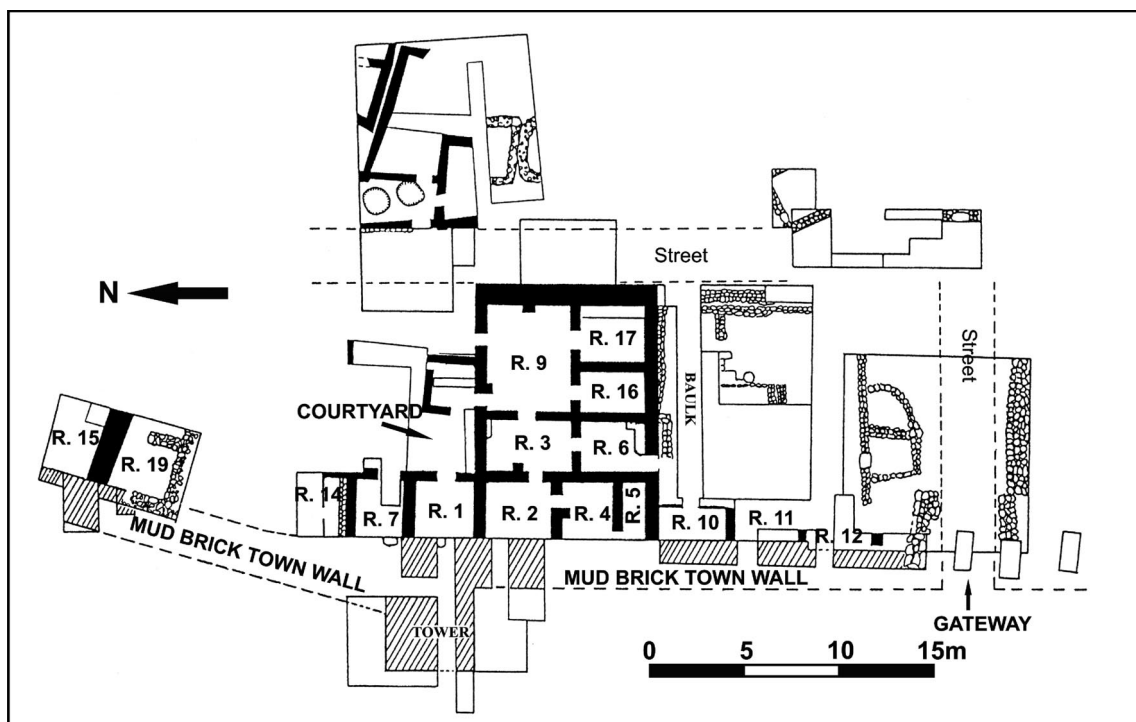 Street
N
R. 17
R. 9
Street
R. 16
BAULK
COURTYARD
R. 15
R. 3
R. 6
R. 19
R. 14
R. 7
R. 1
R. 2
R. 4
R. 5
R. 10
R. 11
R. 12
MUD BRICK TOWN WALL
MUD BRICK TOWN WALL
TOWER
GATEWAY
0 5 10 15m